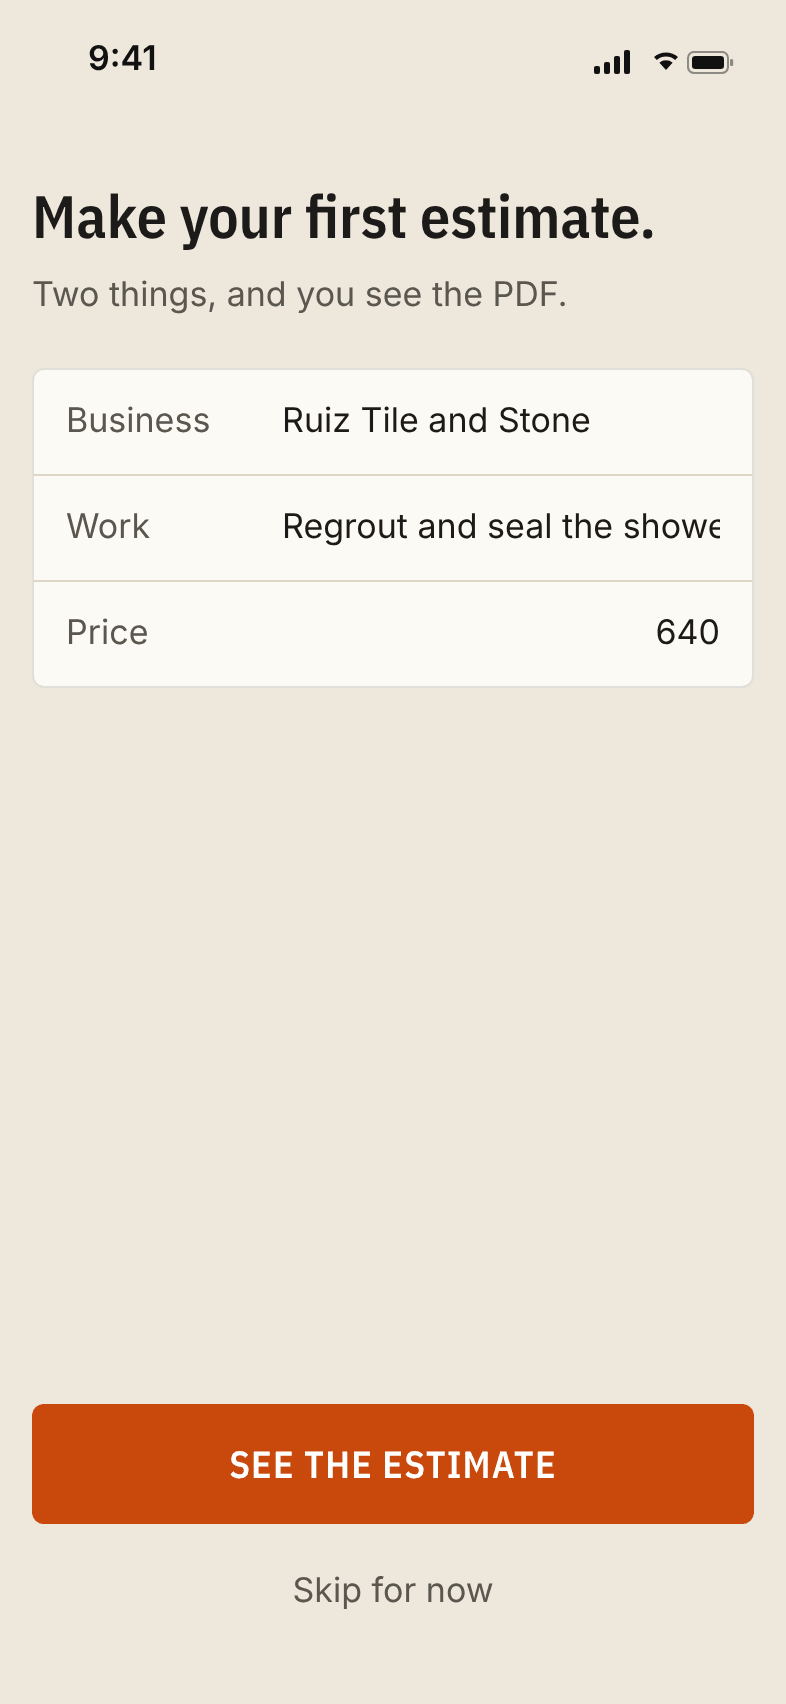 9:41
Make your first estimate.
Two things, and you see the PDF.
Business Ruiz Tile and Stone
Work Regrout and seal the showe
Price 640
SEE THE ESTIMATE
Skip for now